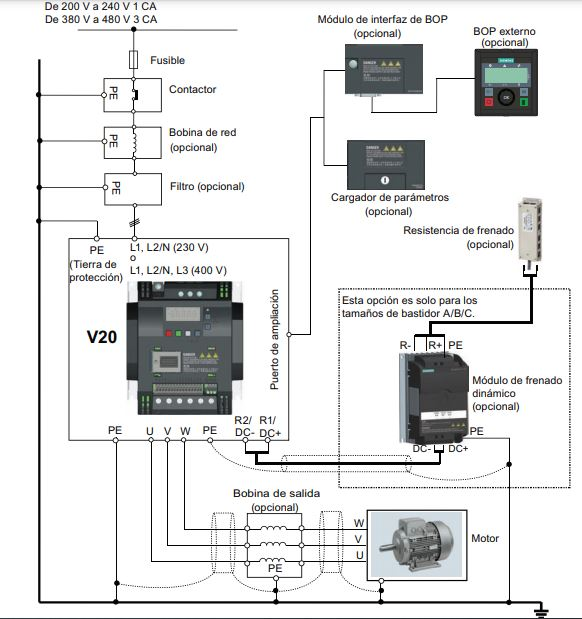 De 200 V a 240 V 1 CA
De 380 V a 480 V 3 CA
Fusible
PE
Contactor
PE
Bobina de red
(opcional)
PE
Filtro (opcional)
Módulo de interfaz de BOP
(opcional)
BOP externo
(opcional)
SIEMENS
OK
DANGER
DANGER
Cargador de parámetros
(opcional)
Resistencia de frenado
(opcional)
PE
(Tierra de
protección)
L1, L2/N (230 V)
o
L1, L2/N, L3 (400 V)
V20
Puerto de ampliación
Esta opción es solo para los
tamaños de bastidor A/B/C.
R-
R+
PE
Módulo de frenado
dinámico
(opcional)
PE
DC-
DC+
PE
U
V
W
PE
R2/
DC-
R1/
DC+
Bobina de salida
(opcional)
PE
W
V
U
Motor